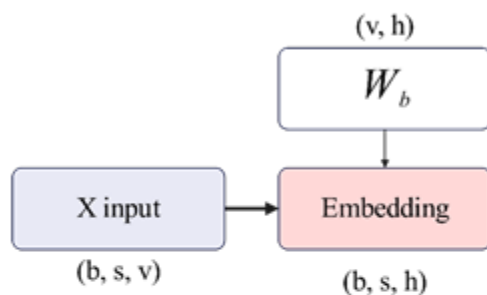 (v, h)
W_b
X input
Embedding
(b, s, v)
(b, s, h)